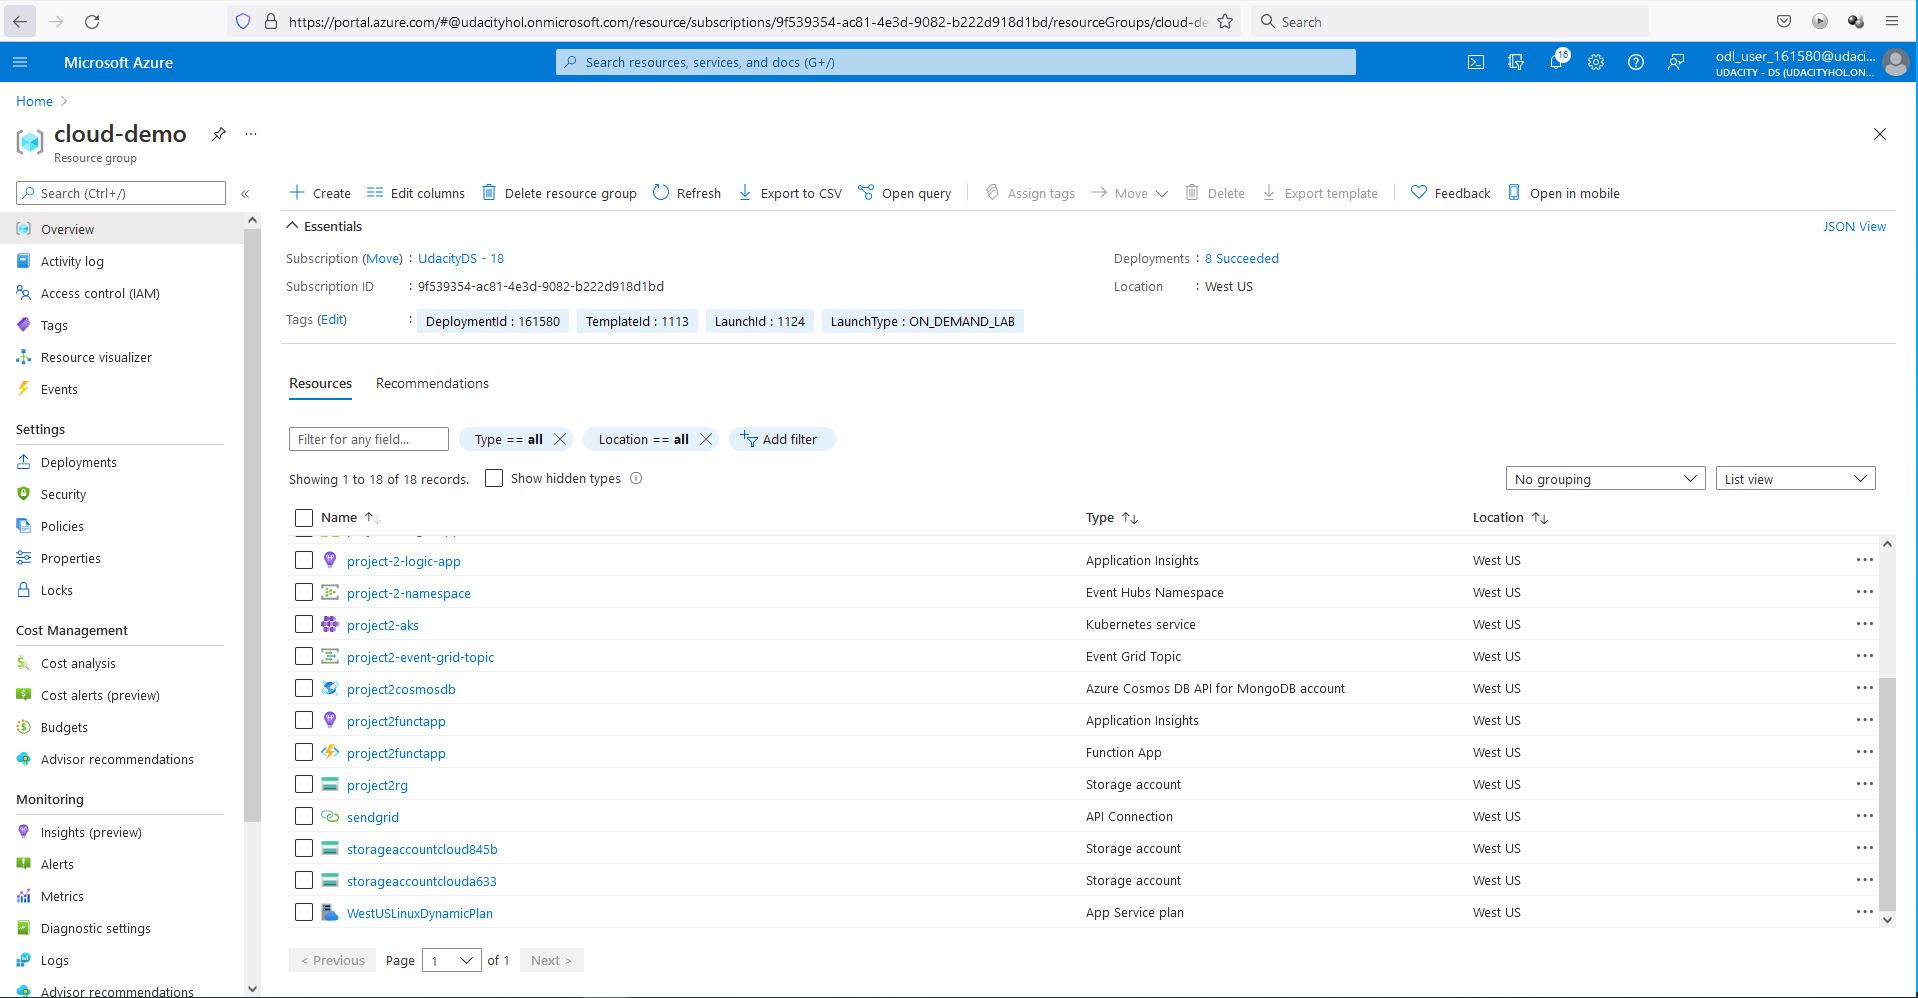 https://portal.azure.com/#@udacityhol.onmicrosoft.com/resource/subscriptions/9f539354-ac81-4e3d-9082-b222d918d1bd/resourceGroups/cloud-de
Search
Microsoft Azure
Search resources, services, and docs (G+/)
16
odl_user_161580@udaci...
UDACITY - DS (UDACITYHOL.ON...
Home
cloud-demo
Resource group
Search (Ctrl+/)
Create
Edit columns
Delete resource group
Refresh
Export to CSV
Open query
Assign tags
Move
Delete
Export template
Feedback
Open in mobile
Overview
Activity log
Access control (IAM)
Tags
Resource visualizer
Events
Settings
Deployments
Security
Policies
Properties
Locks
Cost Management
Cost analysis
Cost alerts (preview)
Budgets
Advisor recommendations
Monitoring
Insights (preview)
Alerts
Metrics
Diagnostic settings
Logs
Advisor recommendations
Essentials
JSON View
Subscription (Move) : UdacityDS - 18
Deployments : 8 Succeeded
Subscription ID : 9f539354-ac81-4e3d-9082-b222d918d1bd
Location : West US
Tags (Edit) : DeploymentId : 161580 TemplateId : 1113 LaunchId : 1124 LaunchType : ON_DEMAND_LAB
Resources Recommendations
Filter for any field... Type == all Location == all Add filter
Showing 1 to 18 of 18 records. Show hidden types
No grouping List view
Name Type Location
project-2-logic-app Application Insights West US ...
project-2-namespace Event Hubs Namespace West US ...
project2-aks Kubernetes service West US ...
project2-event-grid-topic Event Grid Topic West US ...
project2cosmosdb Azure Cosmos DB API for MongoDB account West US ...
project2functapp Application Insights West US ...
project2functapp Function App West US ...
project2rg Storage account West US ...
sendgrid API Connection West US ...
storageaccountcloud845b Storage account West US ...
storageaccountclouda633 Storage account West US ...
WestUSLinuxDynamicPlan App Service plan West US ...
< Previous Page 1 of 1 Next >